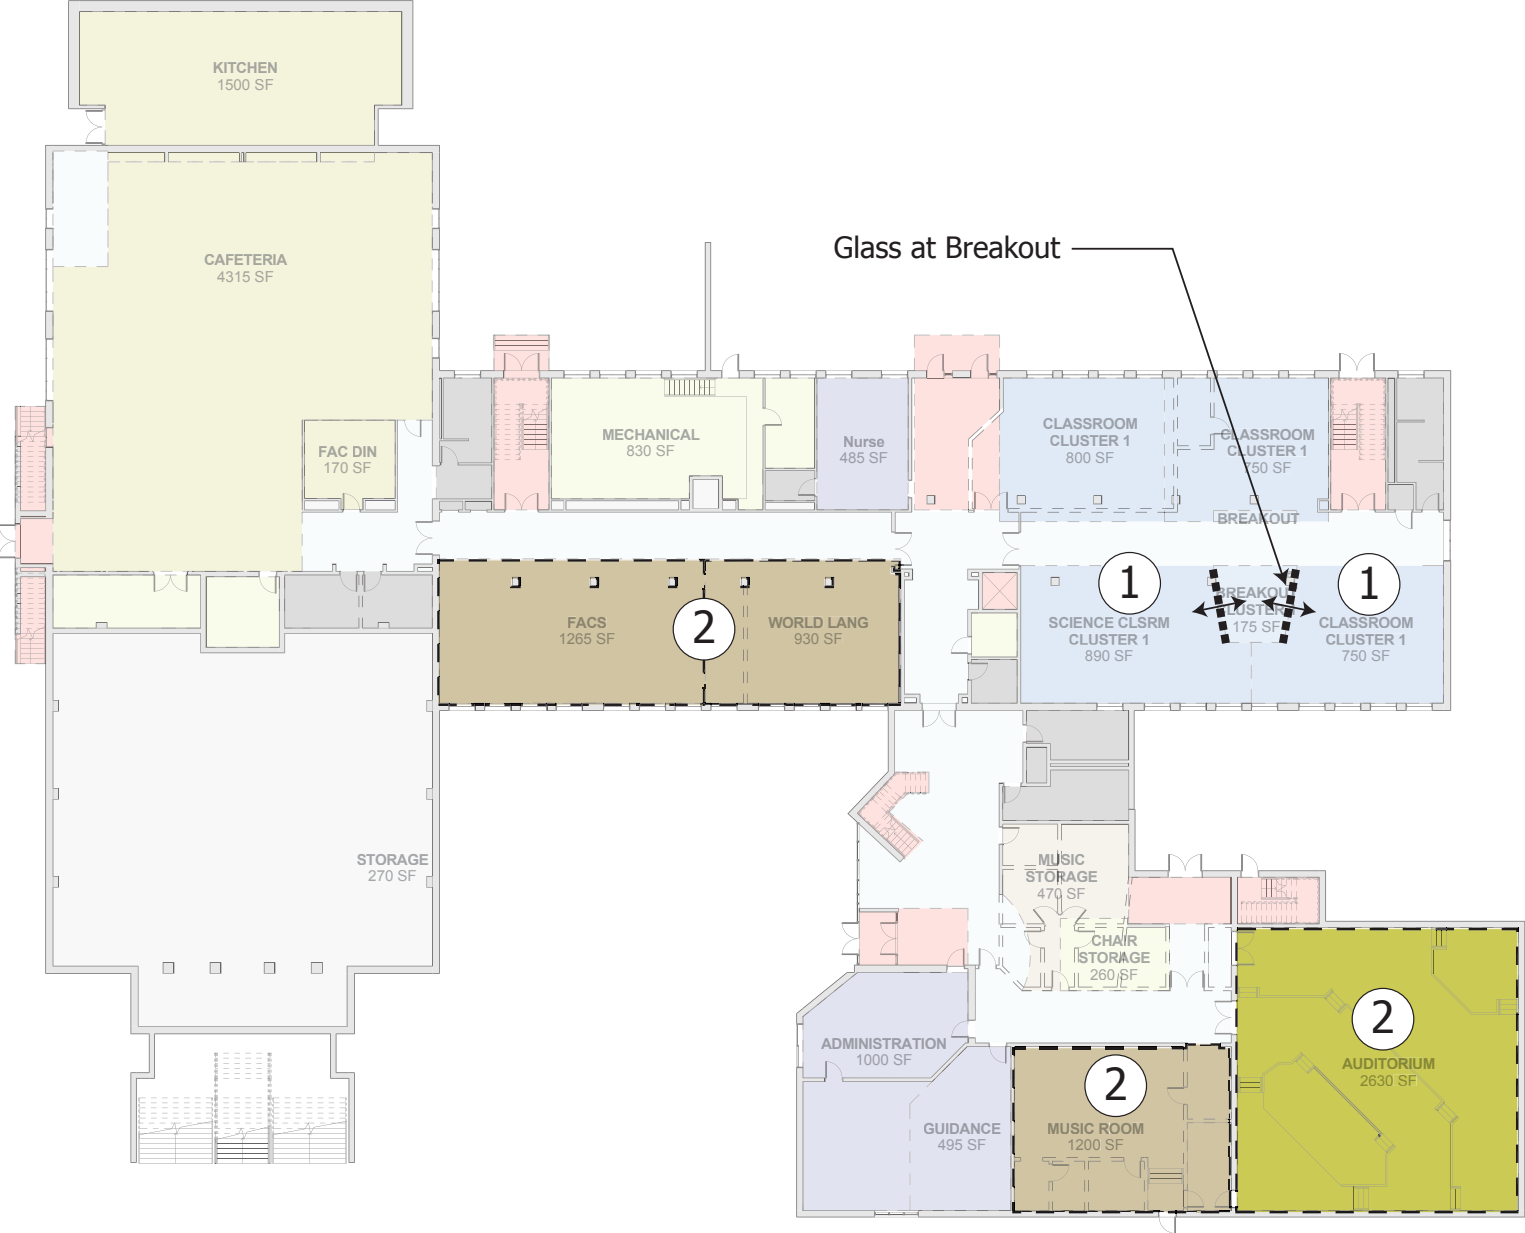 KITCHEN
1500 SF
CAFETERIA
4315 SF
Glass at Breakout
FAC DIN
170 SF
MECHANICAL
830 SF
Nurse
485 SF
CLASSROOM
CLUSTER 1
800 SF
CLASSROOM
CLUSTER 1
750 SF
BREAKOUT
FACS
1265 SF
2
WORLD LANG
930 SF
1
SCIENCE CLSRM
CLUSTER 1
890 SF
BREAKOU
CLUSTER
175 SF
1
CLASSROOM
CLUSTER 1
750 SF
STORAGE
270 SF
MUSIC
STORAGE
470 SF
CHAIR
STORAGE
260 SF
ADMINISTRATION
1000 SF
GUIDANCE
495 SF
2
MUSIC ROOM
1200 SF
2
AUDITORIUM
2630 SF